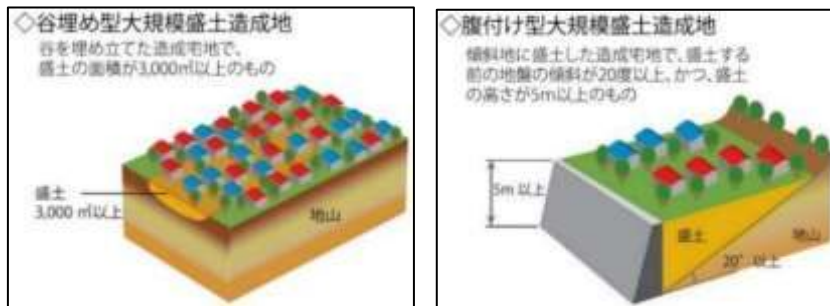 ◇谷埋め型大規模盛土造成地
谷を埋め立てた造成宅地で、
盛土の面積が3,000㎡以上のもの
盛土
3,000㎡以上
地山
◇腹付け型大規模盛土造成地
傾斜地に盛土した造成宅地で、盛土する
前の地盤の傾斜が20度以上、かつ、盛土
の高さが5m以上のもの
5m以上
盛土
地山
20°以上